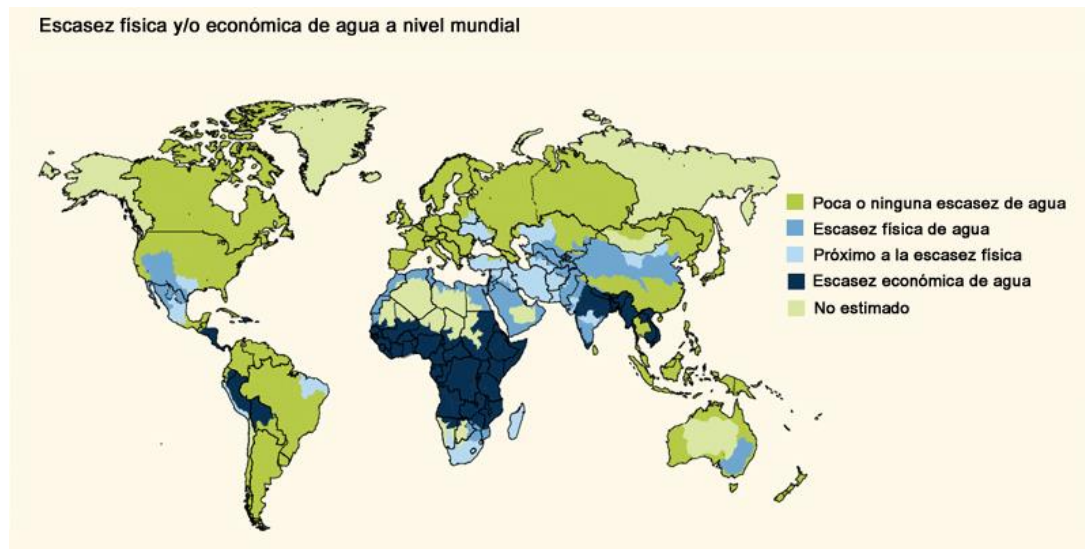 Escasez física y/o económica de agua a nivel mundial
Poca o ninguna escasez de agua
Escasez física de agua
Próximo a la escasez física
Escasez económica de agua
No estimado